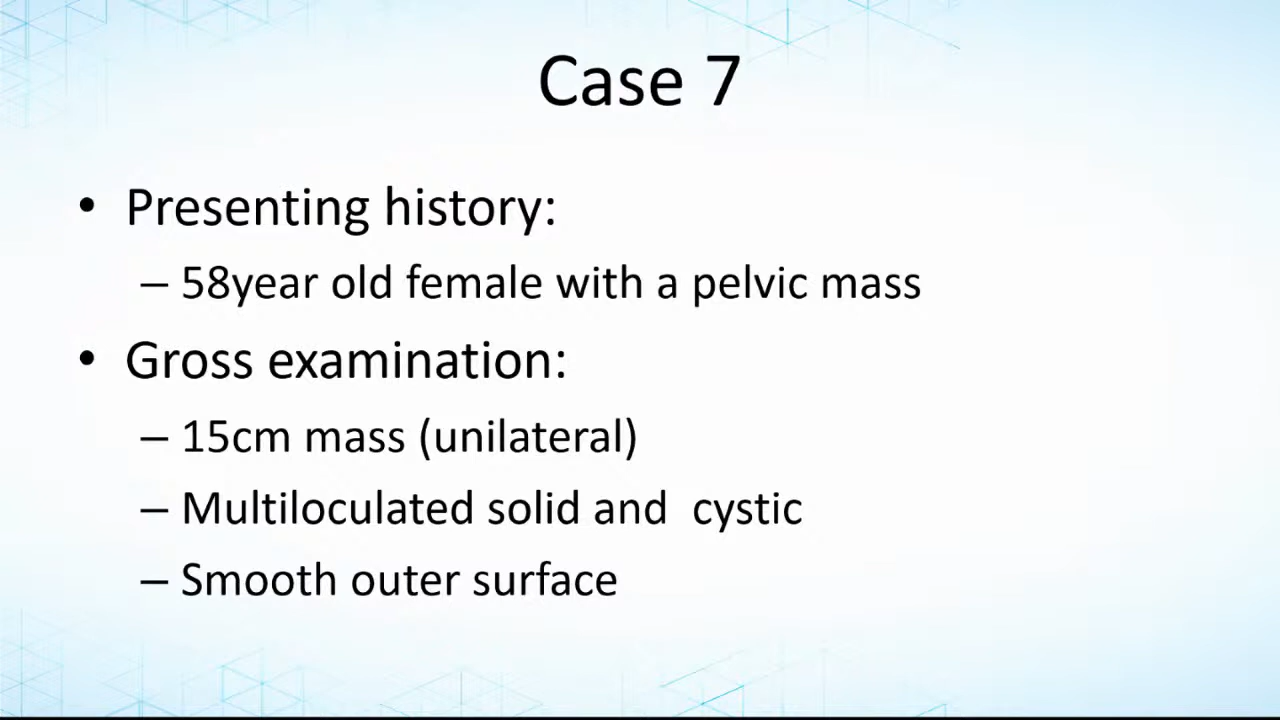 Case 7
• Presenting history:
– 58year old female with a pelvic mass
• Gross examination:
– 15cm mass (unilateral)
– Multiloculated solid and  cystic
– Smooth outer surface